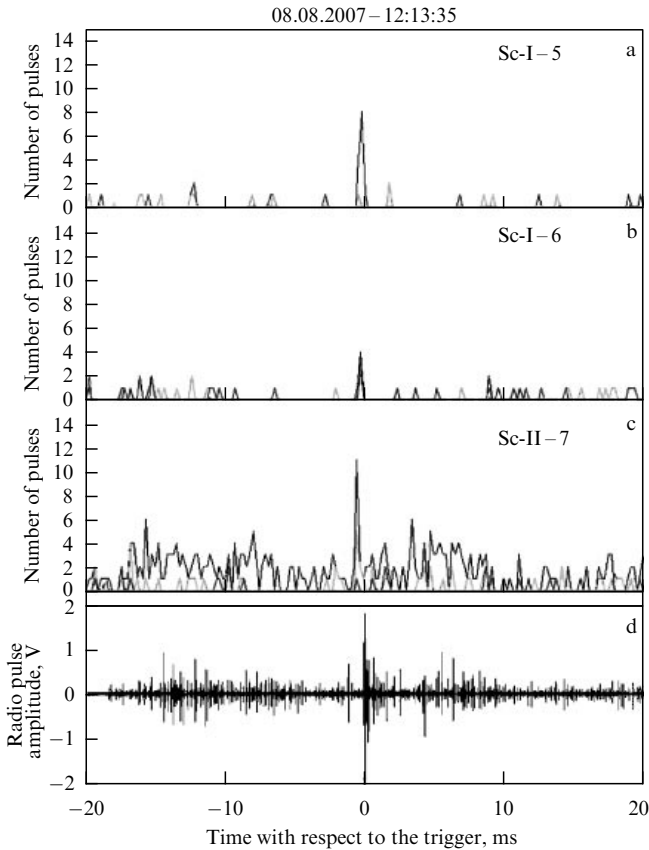 08.08.2007 – 12:13:35
Number of pulses
14
12
10
8
6
4
2
0
Sc-I – 5
a
Number of pulses
14
12
10
8
6
4
2
0
Sc-I – 6
b
Number of pulses
14
12
10
8
6
4
2
0
Sc-II – 7
c
Radio pulse
amplitude, V
2
1
0
−1
−2
d
−20
−10
0
10
20
Time with respect to the trigger, ms